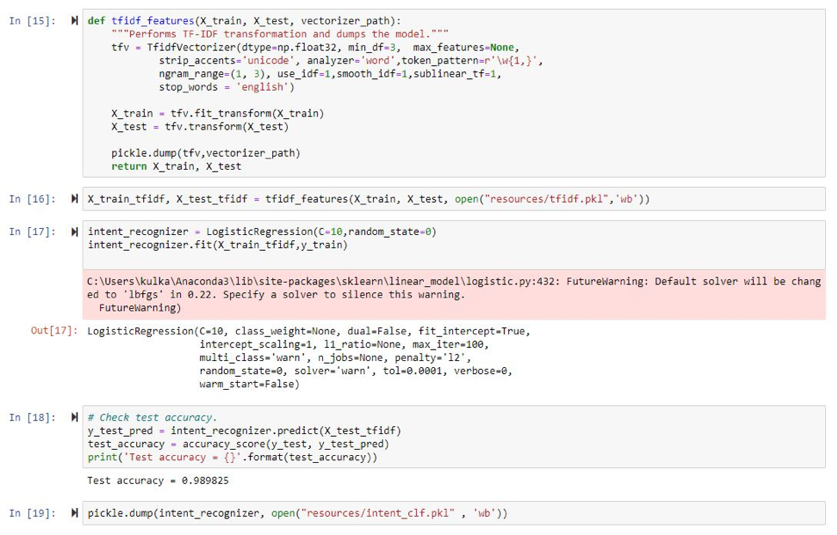 In [15]: def tfidf_features(X_train, X_test, vectorizer_path):
"""Performs TF-IDF transformation and dumps the model."""
tfv = TfidfVectorizer(dtype=np.float32, min_df=3,  max_features=None,
strip_accents='unicode', analyzer='word',token_pattern=r'\w{1,}',
ngram_range=(1, 3), use_idf=1,smooth_idf=1,sublinear_tf=1,
stop_words = 'english')
X_train = tfv.fit_transform(X_train)
X_test = tfv.transform(X_test)
pickle.dump(tfv,vectorizer_path)
return X_train, X_test
In [16]: X_train_tfidf, X_test_tfidf = tfidf_features(X_train, X_test, open("resources/tfidf.pkl",'wb'))
In [17]: intent_recognizer = LogisticRegression(C=10,random_state=0)
intent_recognizer.fit(X_train_tfidf,y_train)
C:\Users\kulka\Anaconda3\lib\site-packages\sklearn\linear_model\logistic.py:432: FutureWarning: Default solver will be chang
ed to 'lbfgs' in 0.22. Specify a solver to silence this warning.
FutureWarning)
Out[17]: LogisticRegression(C=10, class_weight=None, dual=False, fit_intercept=True,
intercept_scaling=1, l1_ratio=None, max_iter=100,
multi_class='warn', n_jobs=None, penalty='l2',
random_state=0, solver='warn', tol=0.0001, verbose=0,
warm_start=False)
In [18]: # Check test accuracy.
y_test_pred = intent_recognizer.predict(X_test_tfidf)
test_accuracy = accuracy_score(y_test, y_test_pred)
print('Test accuracy = {}'.format(test_accuracy))
Test accuracy = 0.989825
In [19]: pickle.dump(intent_recognizer, open("resources/intent_clf.pkl" , 'wb'))